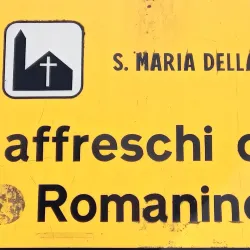 S. MARIA DELLA
affreschi d
Romanino